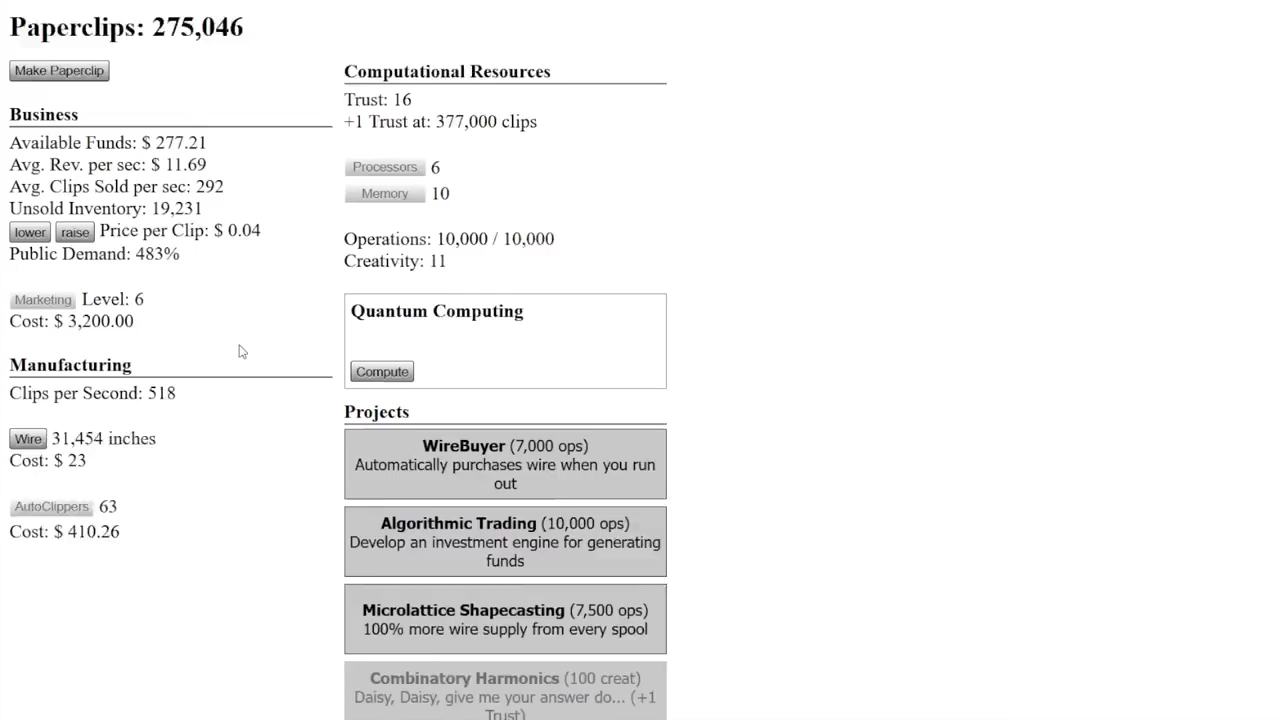 Paperclips: 275,046
Make Paperclip
Business
Available Funds: $ 277.21
Avg. Rev. per sec: $ 11.69
Avg. Clips Sold per sec: 292
Unsold Inventory: 19,231
lower raise Price per Clip: $ 0.04
Public Demand: 483%
Marketing Level: 6
Cost: $ 3,200.00
Manufacturing
Clips per Second: 518
Wire 31,454 inches
Cost: $ 23
AutoClippers 63
Cost: $ 410.26
Computational Resources
Trust: 16
+1 Trust at: 377,000 clips
Processors 6
Memory 10
Operations: 10,000 / 10,000
Creativity: 11
Quantum Computing
Compute
Projects
WireBuyer (7,000 ops)
Automatically purchases wire when you run
out
Algorithmic Trading (10,000 ops)
Develop an investment engine for generating
funds
Microlattice Shapecasting (7,500 ops)
100% more wire supply from every spool
Combinatory Harmonics (100 creat)
Daisy, Daisy, give me your answer do... (+1
Trust)